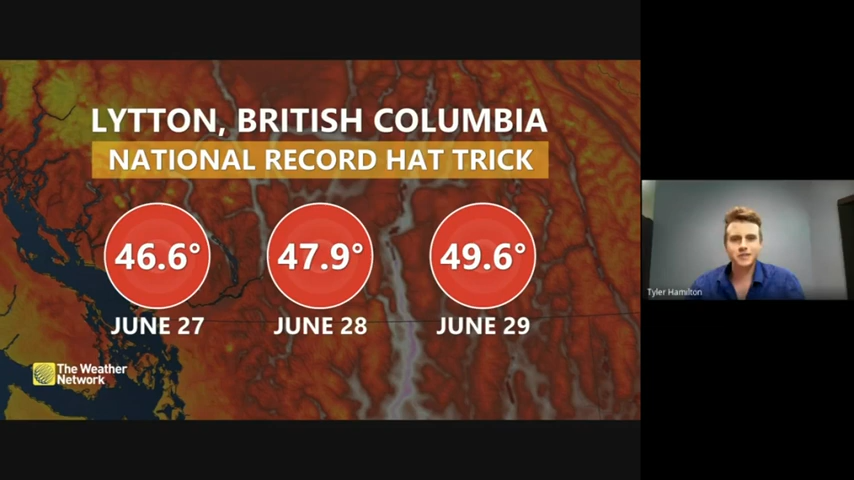 LYTTON, BRITISH COLUMBIA
NATIONAL RECORD HAT TRICK
46.6° 47.9° 49.6°
JUNE 27 JUNE 28 JUNE 29
The Weather
Network
Tyler Hamilton